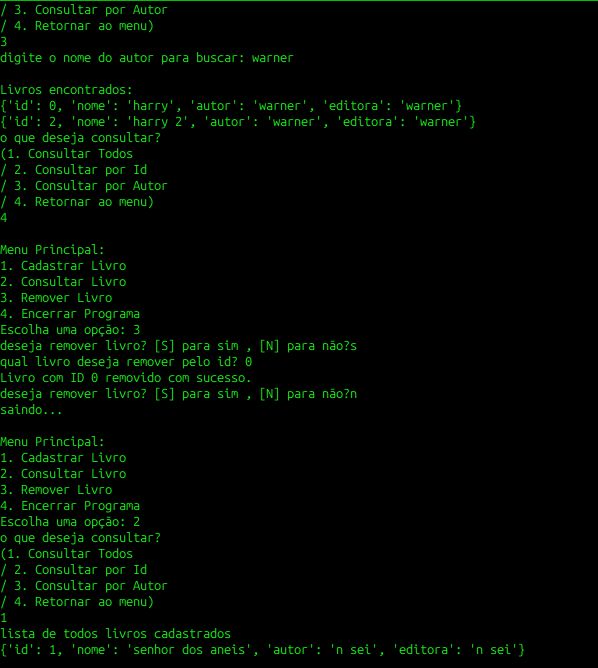 / 3. Consultar por Autor
/ 4. Retornar ao menu)
3
digite o nome do autor para buscar: warner
Livros encontrados:
{'id': 0, 'nome': 'harry', 'autor': 'warner', 'editora': 'warner'}
{'id': 2, 'nome': 'harry 2', 'autor': 'warner', 'editora': 'warner'}
o que deseja consultar?
(1. Consultar Todos
/ 2. Consultar por Id
/ 3. Consultar por Autor
/ 4. Retornar ao menu)
4
Menu Principal:
1. Cadastrar Livro
2. Consultar Livro
3. Remover Livro
4. Encerrar Programa
Escolha uma opção: 3
deseja remover livro? [S] para sim , [N] para não?s
qual livro deseja remover pelo id? 0
Livro com ID 0 removido com sucesso.
deseja remover livro? [S] para sim , [N] para não?n
saindo...
Menu Principal:
1. Cadastrar Livro
2. Consultar Livro
3. Remover Livro
4. Encerrar Programa
Escolha uma opção: 2
o que deseja consultar?
(1. Consultar Todos
/ 2. Consultar por Id
/ 3. Consultar por Autor
/ 4. Retornar ao menu)
1
lista de todos livros cadastrados
{'id': 1, 'nome': 'senhor dos aneis', 'autor': 'n sei', 'editora': 'n sei'}